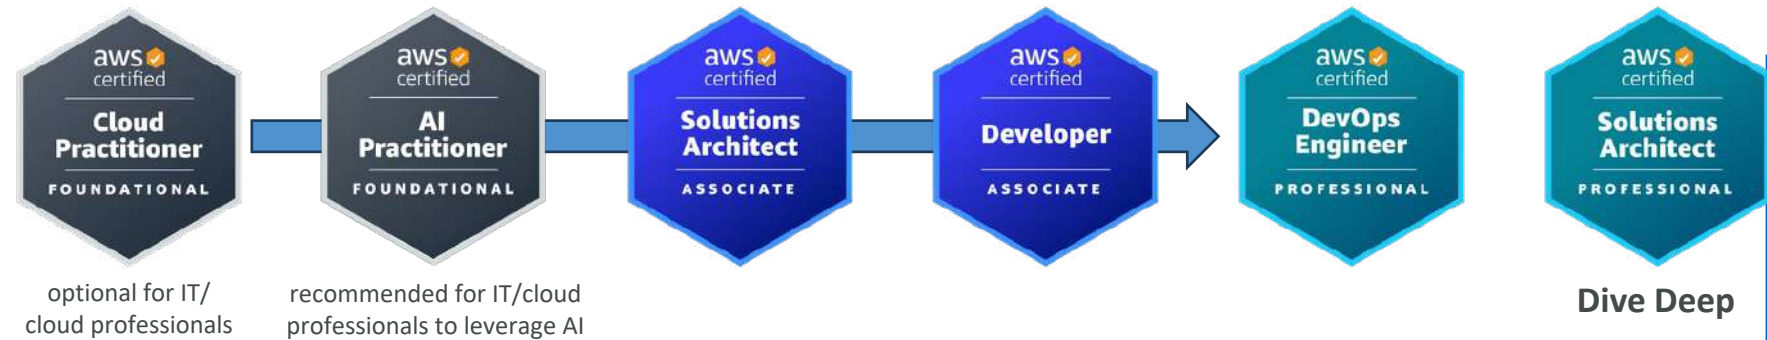 aws
certified
Cloud
Practitioner
FOUNDATIONAL
optional for IT/
cloud professionals
aws
certified
AI
Practitioner
FOUNDATIONAL
recommended for IT/cloud
professionals to leverage AI
aws
certified
Solutions
Architect
ASSOCIATE
aws
certified
Developer
ASSOCIATE
aws
certified
DevOps
Engineer
PROFESSIONAL
aws
certified
Solutions
Architect
PROFESSIONAL
Dive Deep